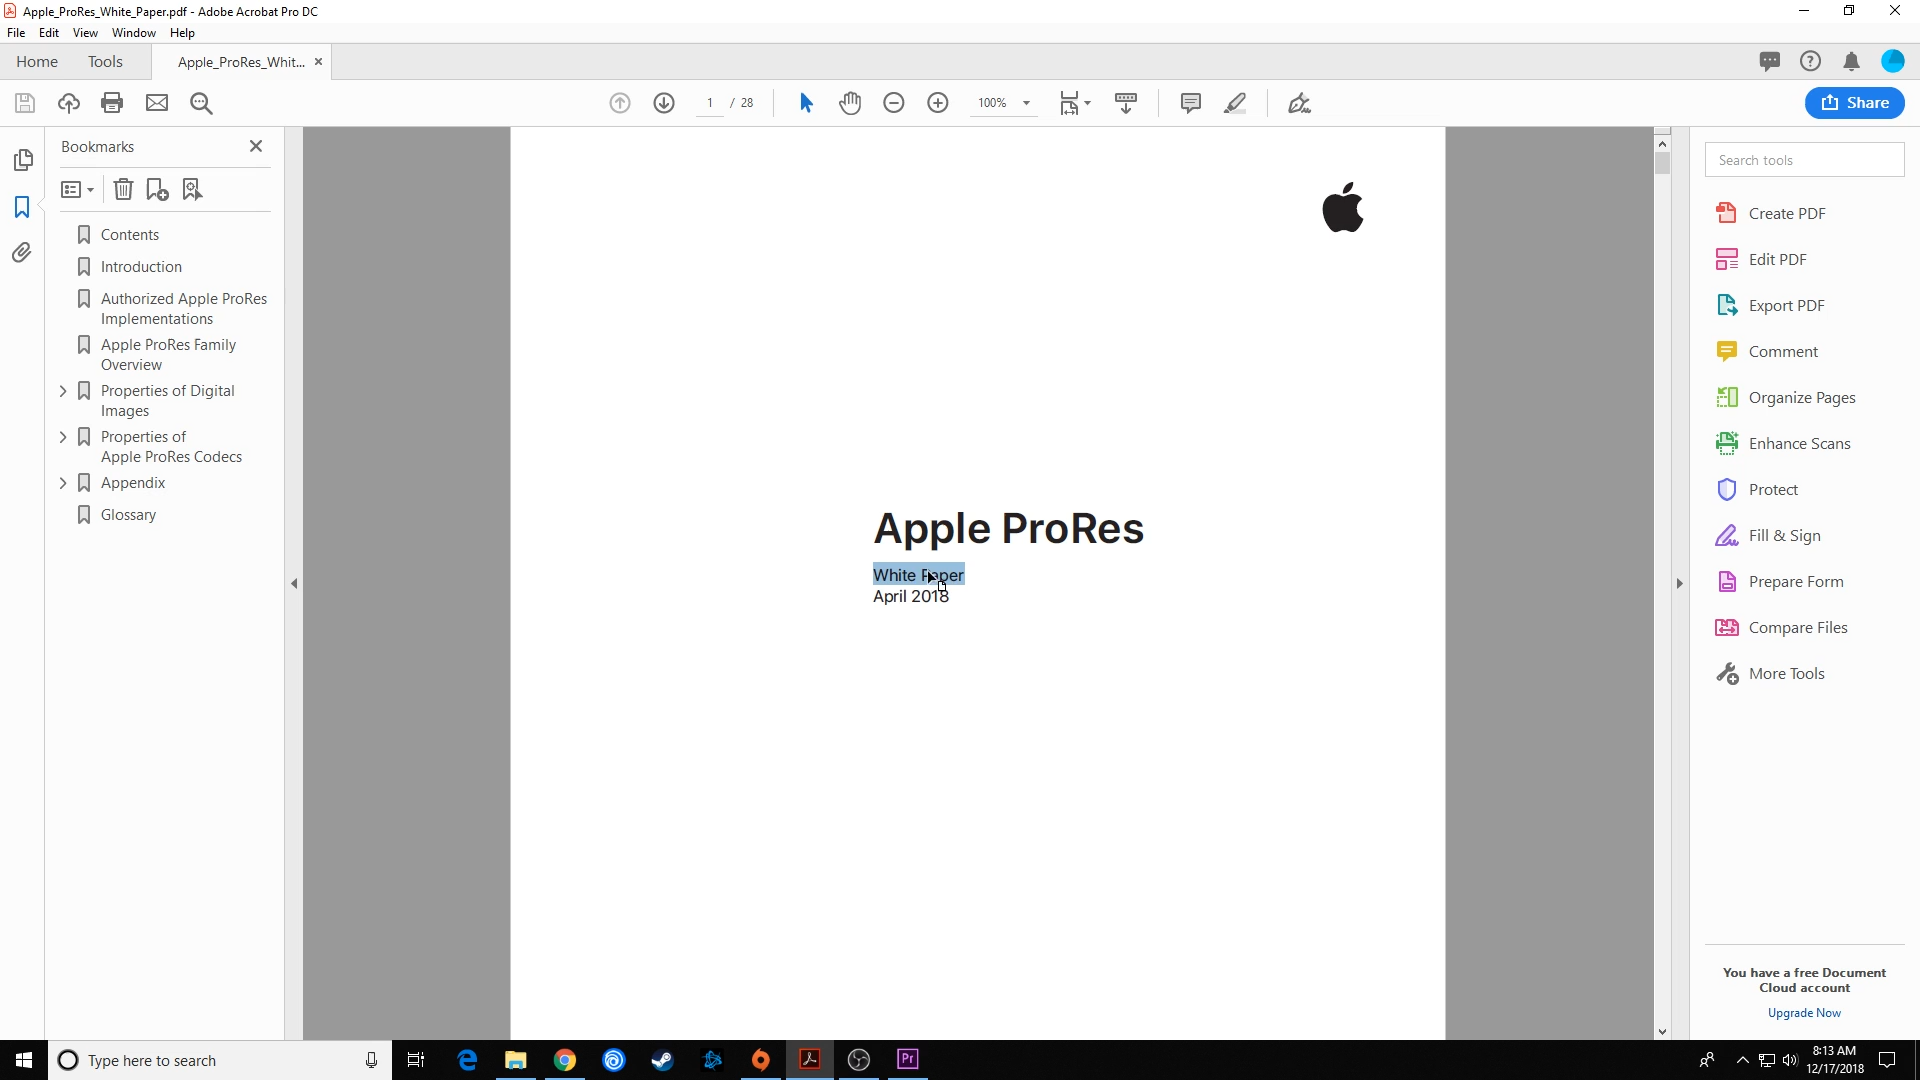 Apple_ProRes_White_Paper.pdf - Adobe Acrobat Pro DC
File Edit View Window Help
Home Tools Apple_ProRes_Whit...
1 / 28 100% Share
Bookmarks
Contents
Introduction
Authorized Apple ProRes
Implementations
Apple ProRes Family
Overview
Properties of Digital
Images
Properties of
Apple ProRes Codecs
Appendix
Glossary
Apple ProRes
White Paper
April 2018
Search tools
Create PDF
Edit PDF
Export PDF
Comment
Organize Pages
Enhance Scans
Protect
Fill & Sign
Prepare Form
Compare Files
More Tools
You have a free Document
Cloud account
Upgrade Now
Type here to search
Pr
8:13 AM
12/17/2018